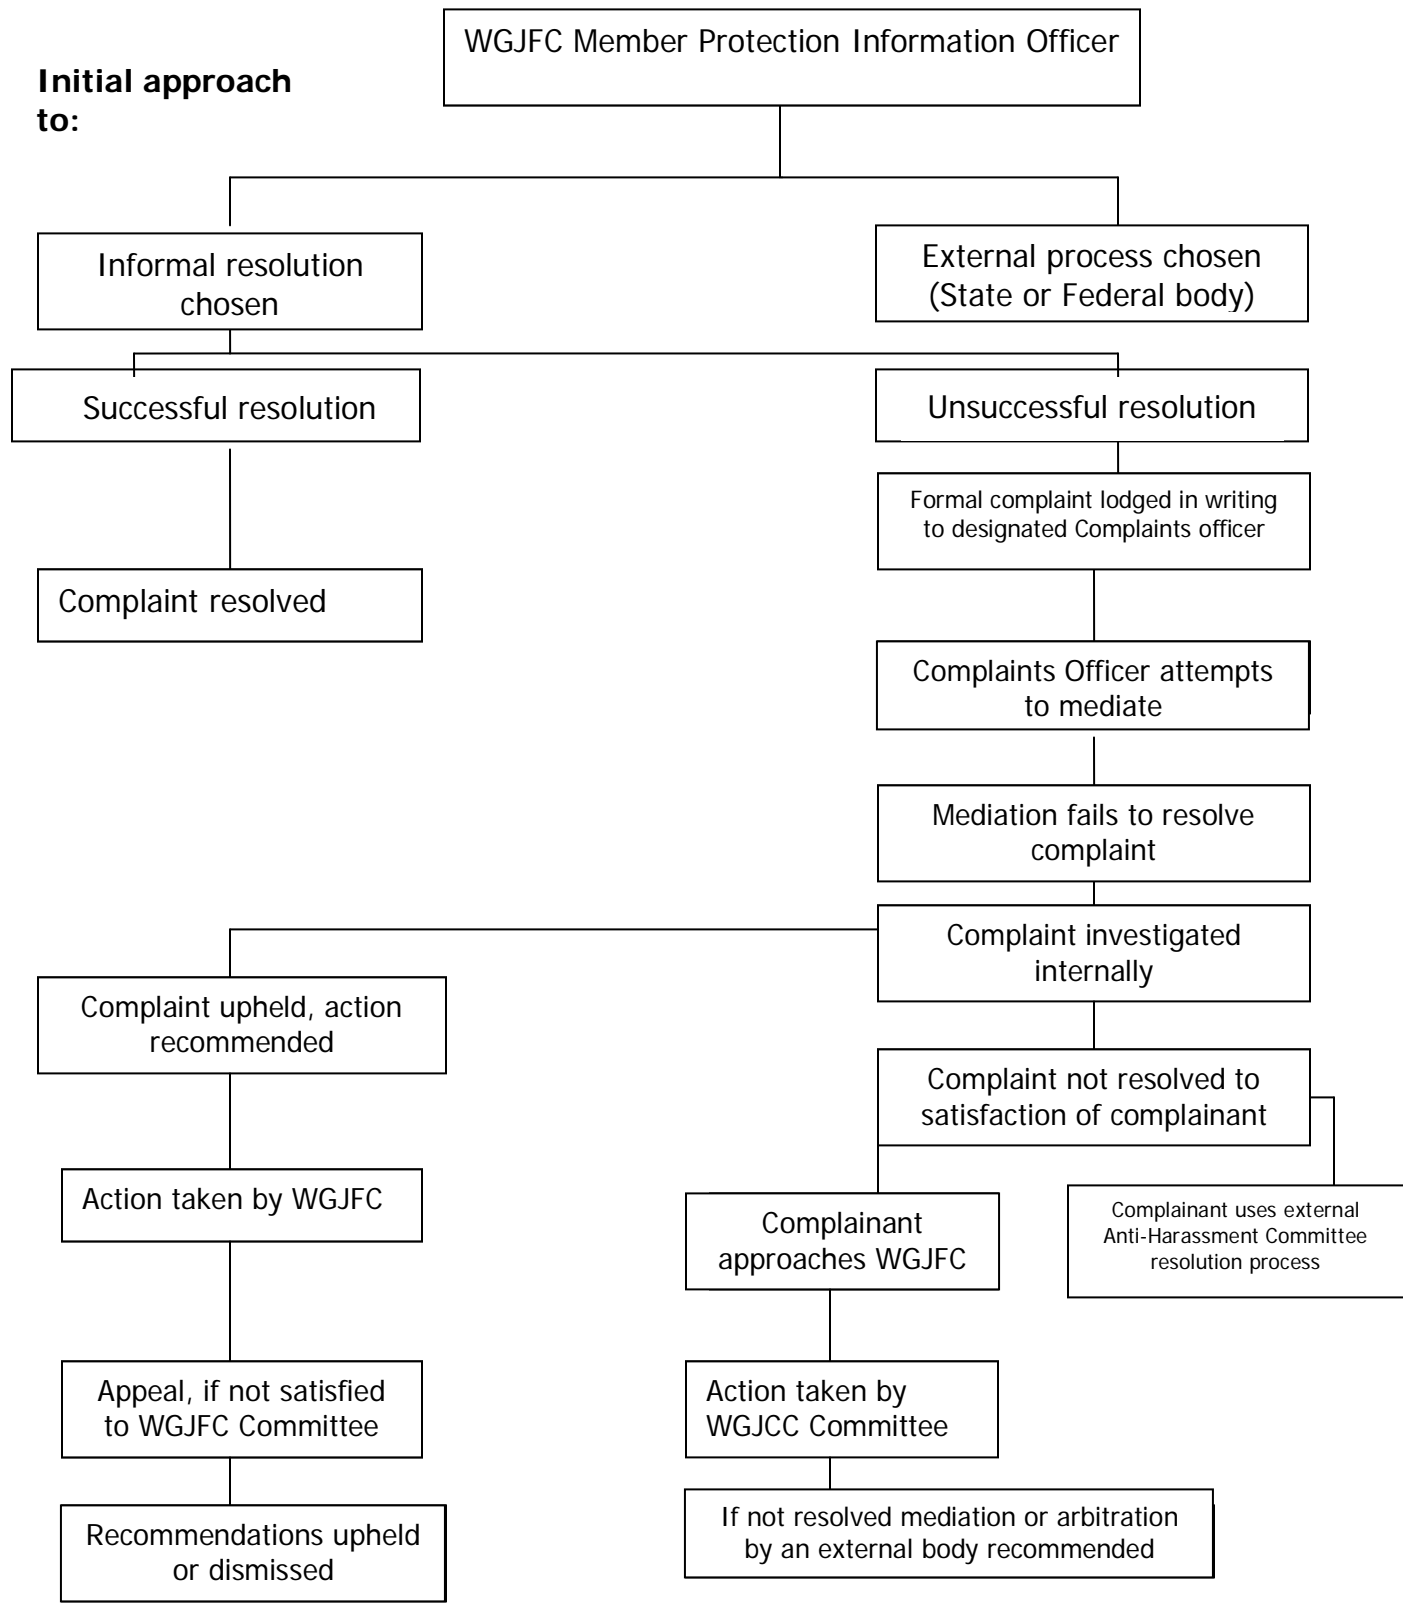 WGJFC Member Protection Information Officer
Initial approach
to:
Informal resolution
chosen
External process chosen
(State or Federal body)
Successful resolution
Unsuccessful resolution
Formal complaint lodged in writing
to designated Complaints officer
Complaint resolved
Complaints Officer attempts
to mediate
Mediation fails to resolve
complaint
Complaint investigated
internally
Complaint upheld, action
recommended
Complaint not resolved to
satisfaction of complainant
Action taken by WGJFC
Complainant
approaches WGJFC
Complainant uses external
Anti-Harassment Committee
resolution process
Appeal, if not satisfied
to WGJFC Committee
Action taken by
WGJCC Committee
Recommendations upheld
or dismissed
If not resolved mediation or arbitration
by an external body recommended